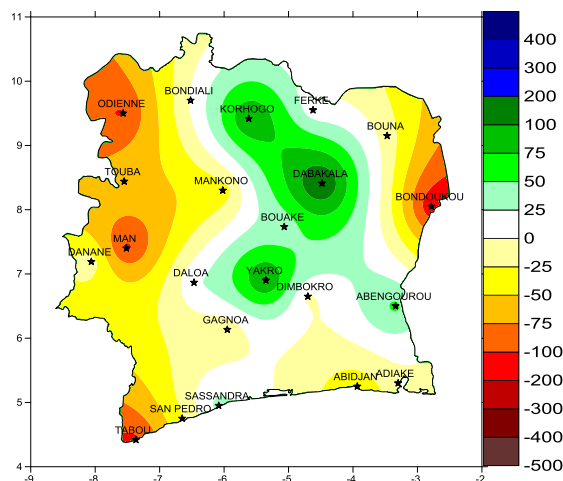 11
10
9
8
7
6
5
4
-9
-8
-7
-6
-5
-4
-3
-2
BONDIALI
ODIENNE
KORHOGO
FERKE
BOUNA
TOUBA
MANKONO
DABAKALA
BONDOUKOU
BOUAKE
MAN
DANANE
DALOA
YAKRO
DIMBOKRO
ABENGOUROU
GAGNOA
ABIDJAN
ADIAKE
SASSANDRA
SAN PEDRO
TABOU
400
300
200
100
75
50
25
0
-25
-50
-75
-100
-200
-300
-400
-500